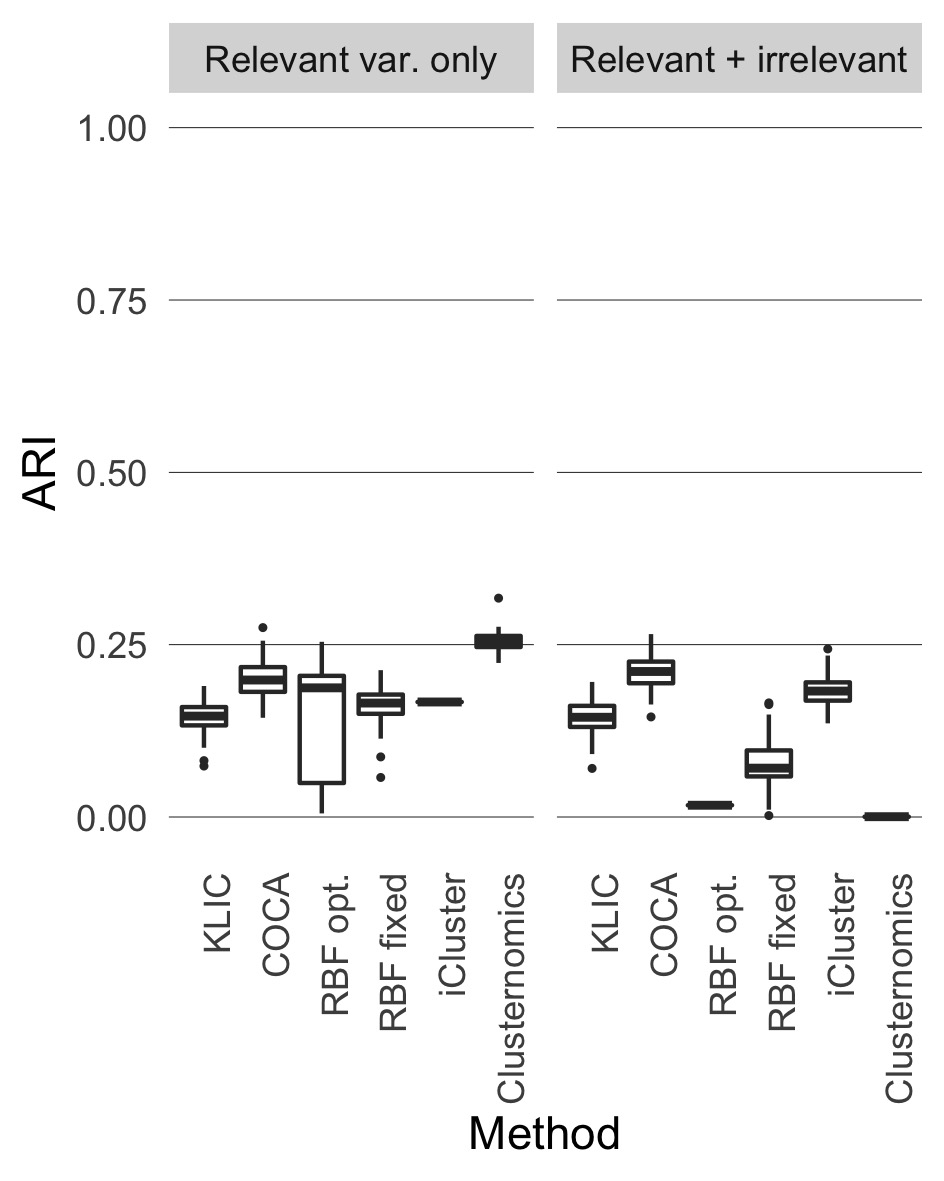 Relevant var. only
Relevant + irrelevant
1.00
0.75
0.50
0.25
0.00
ARI
KLIC
COCA
RBF opt.
RBF fixed
iCluster
Clusternomics
KLIC
COCA
RBF opt.
RBF fixed
iCluster
Clusternomics
Method